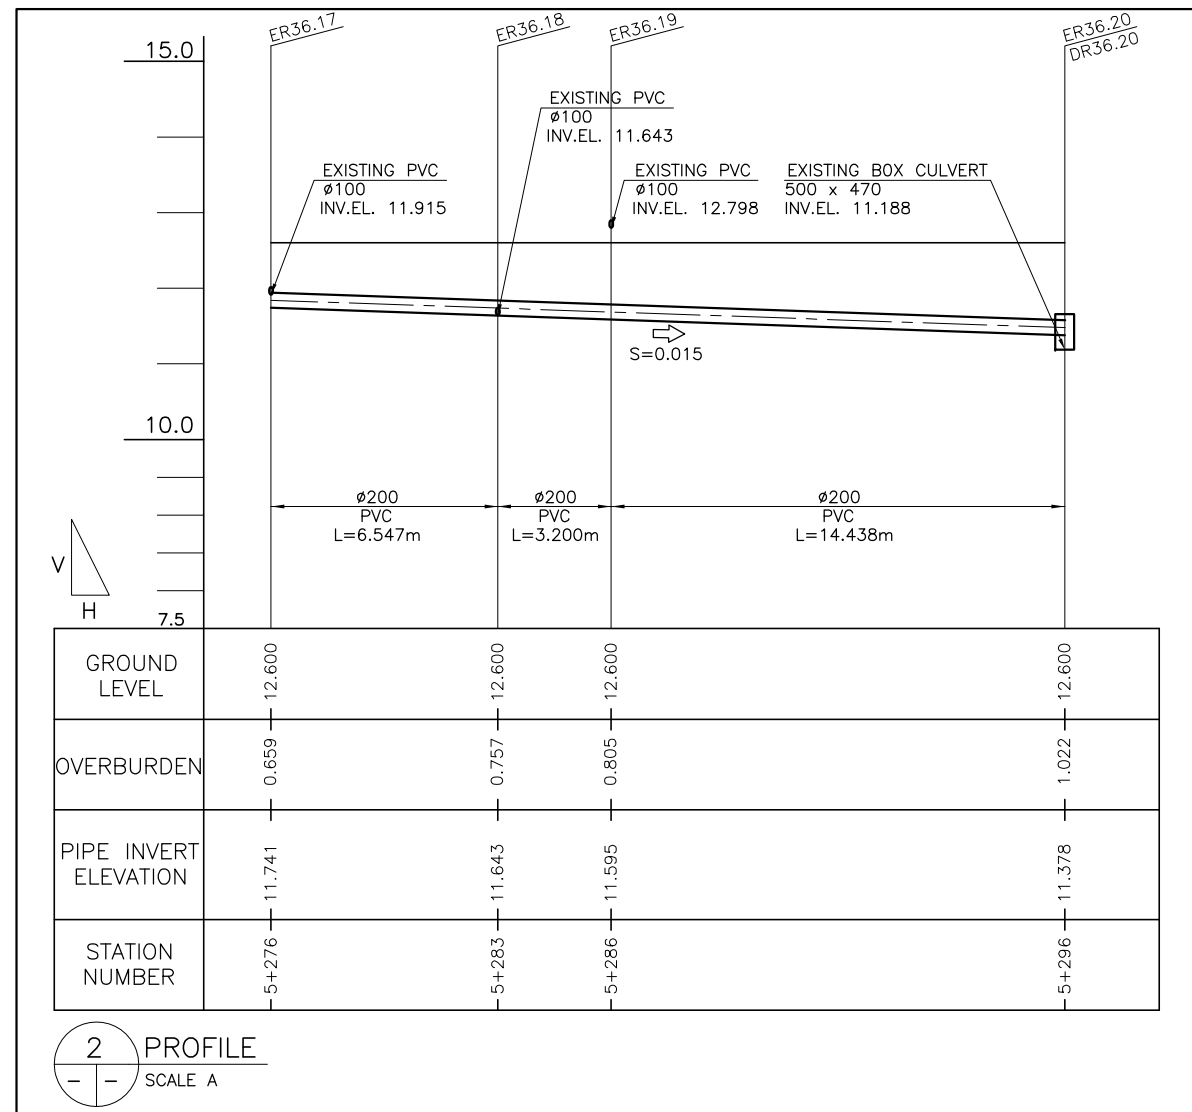 ER36.17
ER36.18
ER36.19
ER36.20
DR36.20
15.0
EXISTING PVC
ø100
INV.EL. 11.643
EXISTING PVC
ø100
INV.EL. 11.915
EXISTING PVC
ø100
INV.EL. 12.798
EXISTING BOX CULVERT
500 x 470
INV.EL. 11.188
S=0.015
10.0
ø200
PVC
L=6.547m
ø200
PVC
L=3.200m
ø200
PVC
L=14.438m
V
H
7.5
GROUND
LEVEL
12.600
12.600
12.600
12.600
OVERBURDEN
0.659
0.757
0.805
1.022
PIPE INVERT
ELEVATION
11.741
11.643
11.595
11.378
STATION
NUMBER
5+276
5+283
5+286
5+296
2
- -
PROFILE
SCALE A